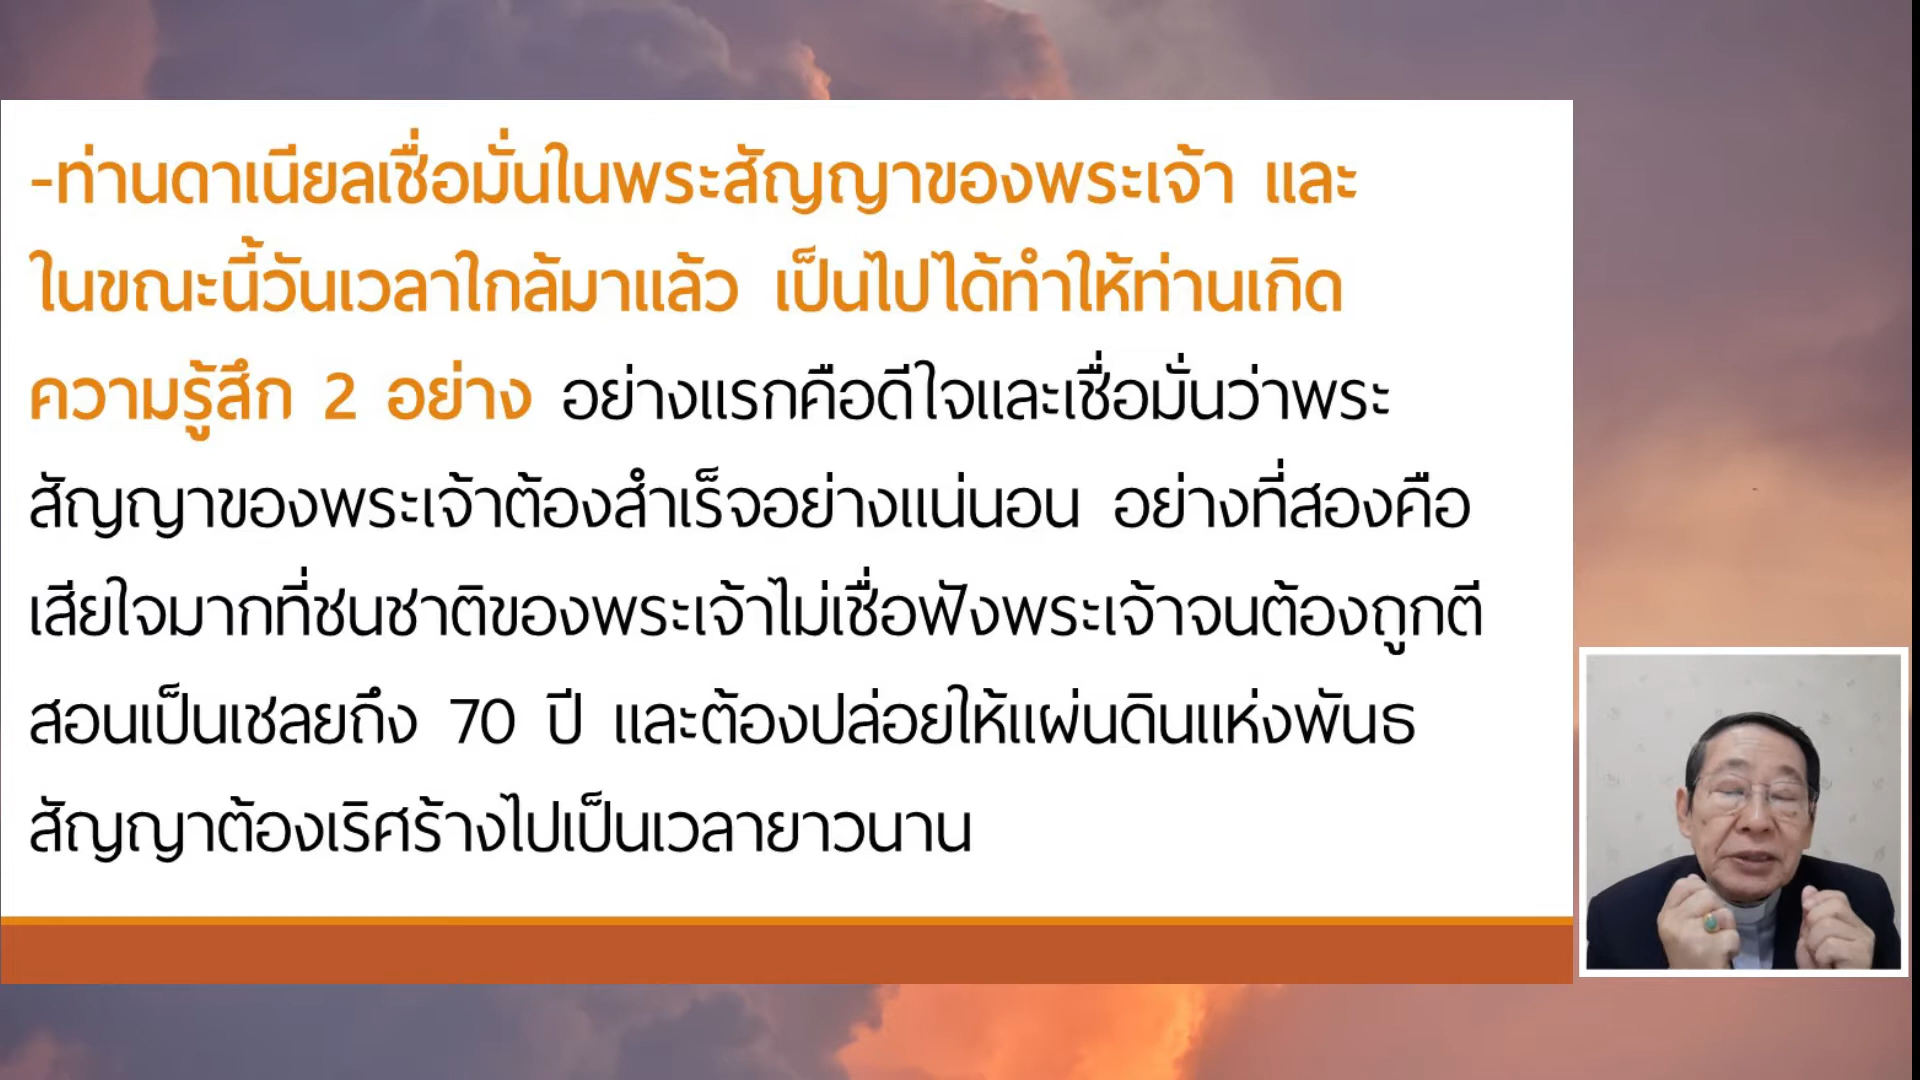 -ท่านดาเนียลเชื่อมั่นในพระสัญญาของพระเจ้า และ
ในขณะนี้วันเวลาใกล้มาแล้ว เป็นไปได้ทำให้ท่านเกิด
ความรู้สึก 2 อย่าง อย่างแรกคือดีใจและเชื่อมั่นว่าพระ
สัญญาของพระเจ้าต้องสำเร็จอย่างแน่นอน อย่างที่สองคือ
เสียใจมากที่ชนชาติของพระเจ้าไม่เชื่อฟังพระเจ้าจนต้องถูกตี
สอนเป็นเชลยถึง 70 ปี และต้องปล่อยให้แผ่นดินแห่งพันธ
สัญญาต้องเริศร้างไปเป็นเวลายาวนาน